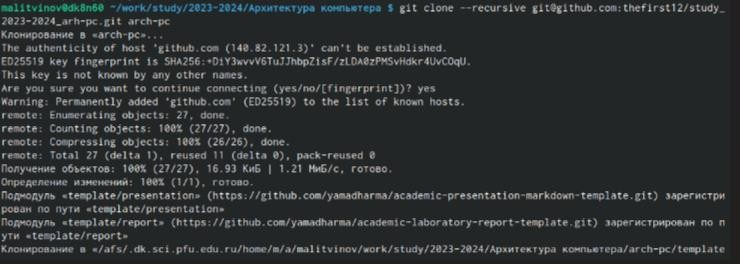 malitvinov@dk8n60 ~/work/study/2023-2024/Архитектура компьютера $ git clone --recursive git@github.com:thefirst12/study_
2023-2024_arh-pc.git arch-pc
Клонирование в «arch-pc»...
The authenticity of host 'github.com (140.82.121.3)' can't be established.
ED25519 key fingerprint is SHA256:+DiY3wvvV6TuJJhbpZisF/zLDA0zPMSvHdkr4UvCOqU.
This key is not known by any other names.
Are you sure you want to continue connecting (yes/no/[fingerprint])? yes
Warning: Permanently added 'github.com' (ED25519) to the list of known hosts.
remote: Enumerating objects: 27, done.
remote: Counting objects: 100% (27/27), done.
remote: Compressing objects: 100% (26/26), done.
remote: Total 27 (delta 1), reused 11 (delta 0), pack-reused 0
Получение объектов: 100% (27/27), 16.93 КиБ | 1.21 МиБ/с, готово.
Определение изменений: 100% (1/1), готово.
Подмодуль «template/presentation» (https://github.com/yamadharma/academic-presentation-markdown-template.git) зарегистри
рован по пути «template/presentation»
Подмодуль «template/report» (https://github.com/yamadharma/academic-laboratory-report-template.git) зарегистрирован по п
ути «template/report»
Клонирование в «/afs/.dk.sci.pfu.edu.ru/home/m/a/malitvinov/work/study/2023-2024/Архитектура компьютера/arch-pc/template